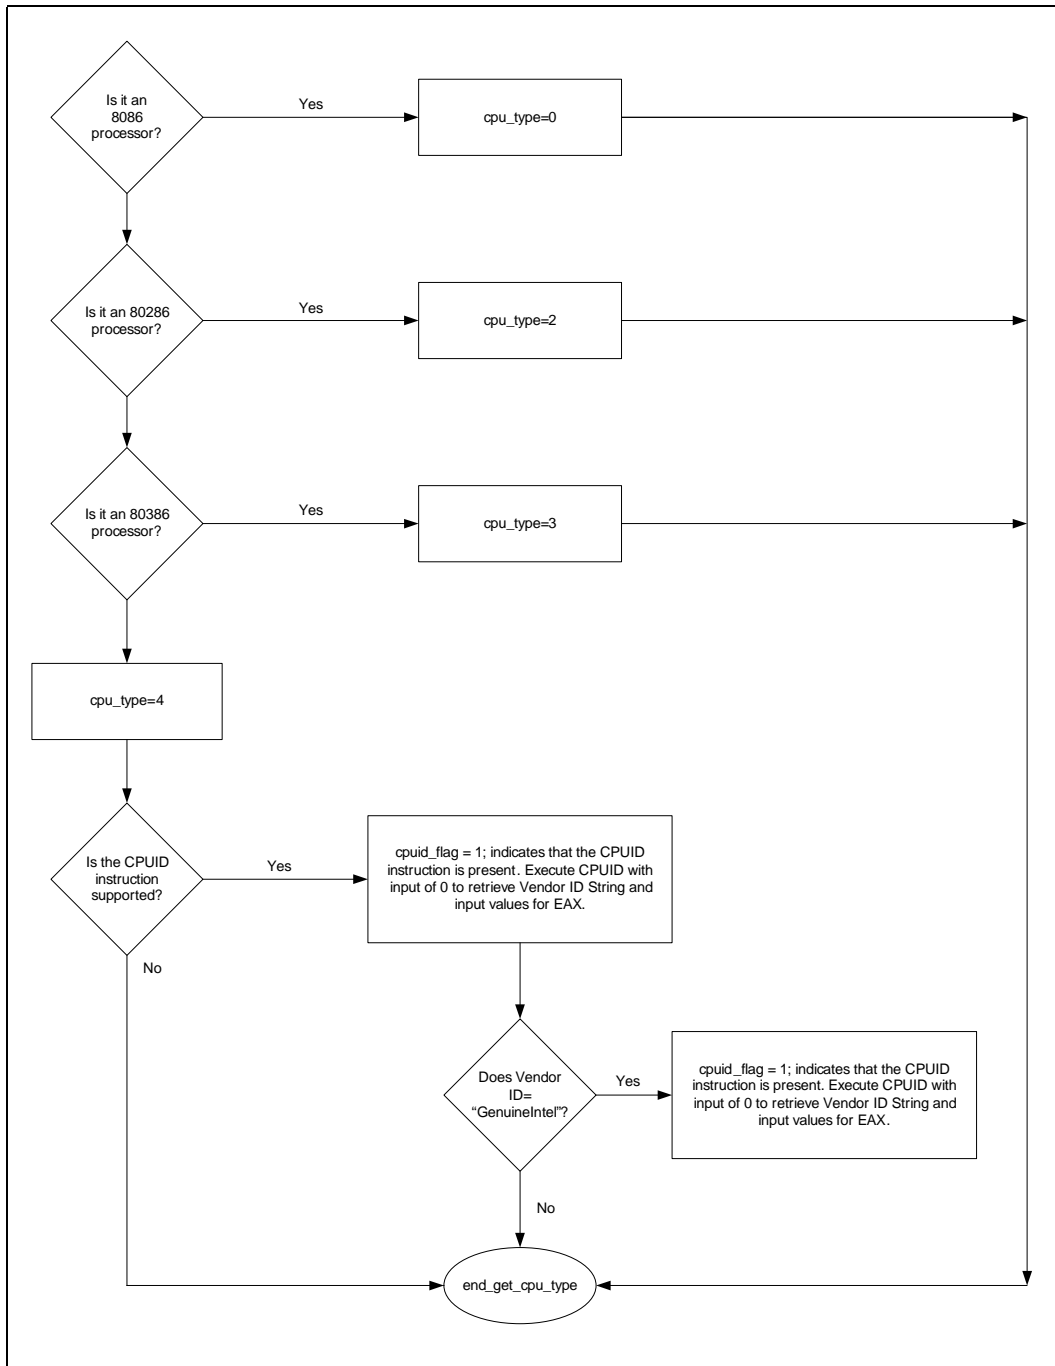 Is it an
8086
processor?
Yes
cpu_type=0
Is it an 80286
processor?
Yes
cpu_type=2
Is it an 80386
processor?
Yes
cpu_type=3
cpu_type=4
Is the CPUID
instruction
supported?
Yes
cpuid_flag = 1; indicates that the CPUID
instruction is present. Execute CPUID with
input of 0 to retrieve Vendor ID String and
input values for EAX.
No
Does Vendor
ID=
“GenuineIntel”?
Yes
cpuid_flag = 1; indicates that the CPUID
instruction is present. Execute CPUID with
input of 0 to retrieve Vendor ID String and
input values for EAX.
No
end_get_cpu_type